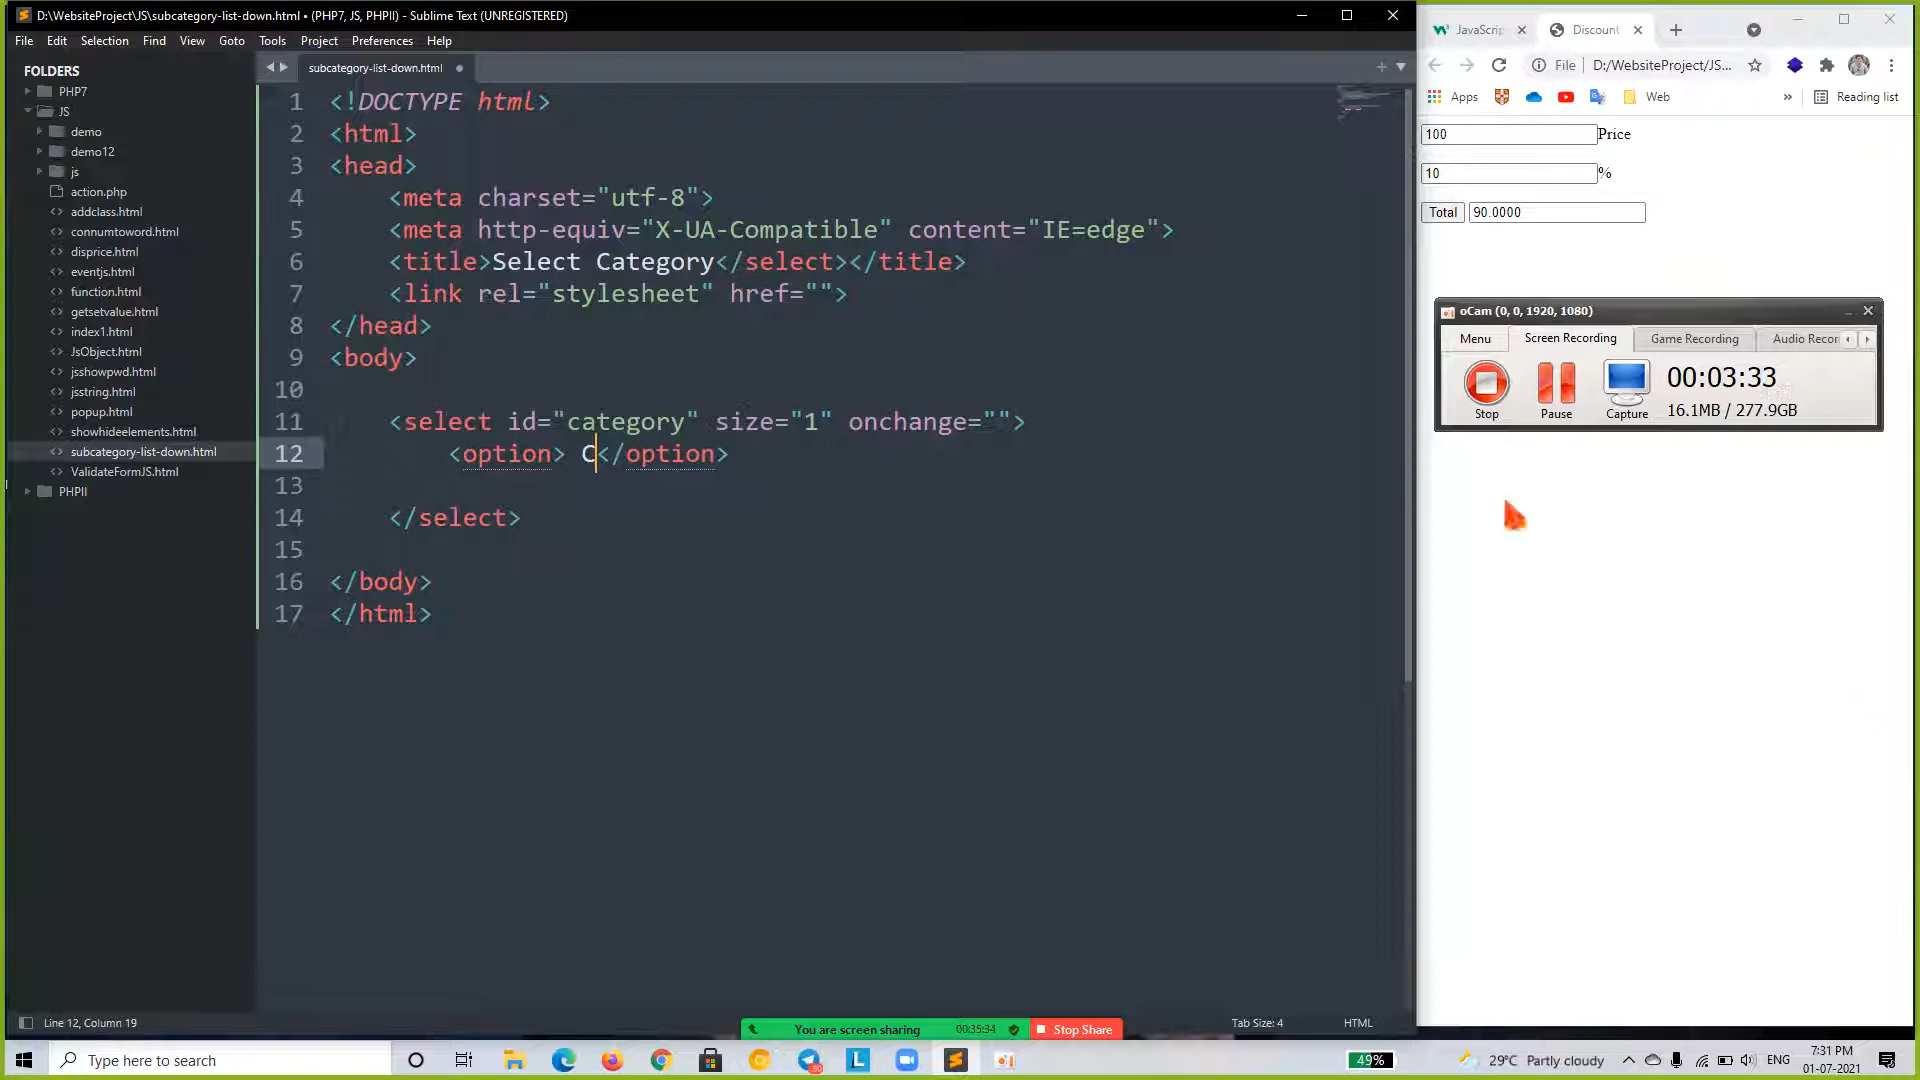 D:\WebsiteProject\JS\subcategory-list-down.html • (PHP7, JS, PHPII) - Sublime Text (UNREGISTERED)
File Edit Selection Find View Goto Tools Project Preferences Help
FOLDERS
PHP7
JS
demo
demo12
js
action.php
addclass.html
connumtoword.html
disprice.html
eventjs.html
function.html
getsetvalue.html
index1.html
JsObject.html
jsshowpwd.html
jsstring.html
popup.html
showhideelements.html
subcategory-list-down.html
ValidateFormJS.html
PHPII
subcategory-list-down.html
1 <!DOCTYPE html>
2 <html>
3 <head>
4 <meta charset="utf-8">
5 <meta http-equiv="X-UA-Compatible" content="IE=edge">
6 <title>Select Category</select></title>
7 <link rel="stylesheet" href="">
8 </head>
9 <body>
10
11 <select id="category" size="1" onchange="">
12 <option> C</option>
13
14 </select>
15
16 </body>
17 </html>
Line 12, Column 19
Tab Size: 4
HTML
You are screen sharing 00:35:34 Stop Share
JavaScrip
Discount
File D:/WebsiteProject/JS...
Apps
Web
» Reading list
100 Price
10 %
Total 90.0000
oCam (0, 0, 1920, 1080)
Menu Screen Recording Game Recording Audio Recor
Stop Pause Capture
00:03:33
16.1MB / 277.9GB
Type here to search
30
L
49%
29°C Partly cloudy
ENG
7:31 PM
01-07-2021